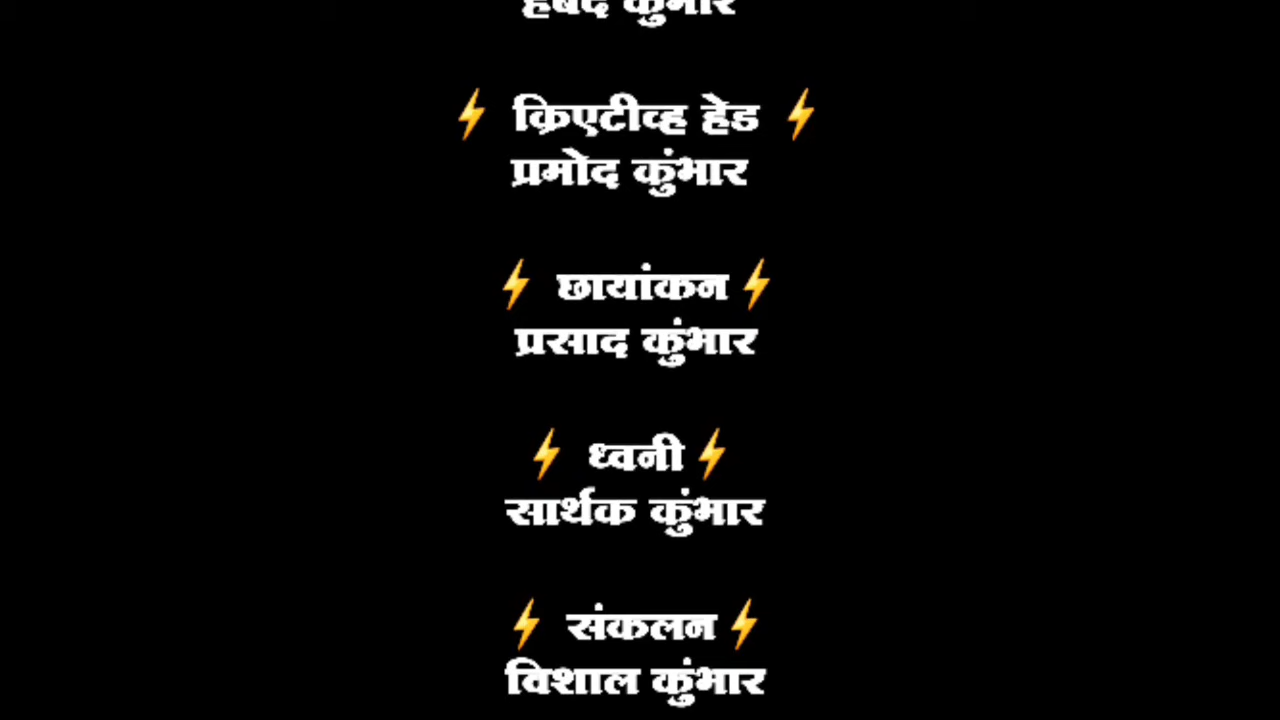 कुंभार
⚡ क्रिएटीव्ह हेड ⚡
प्रमोद कुंभार
⚡ छायांकन ⚡
प्रसाद कुंभार
⚡ ध्वनी ⚡
सार्थक कुंभार
⚡ संकलन ⚡
विशाल कुंभार